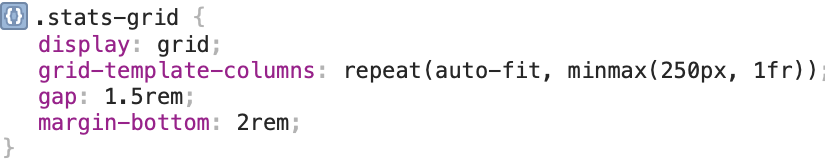 {} .stats-grid {
display: grid;
grid-template-columns: repeat(auto-fit, minmax(250px, 1fr));
gap: 1.5rem;
margin-bottom: 2rem;
}